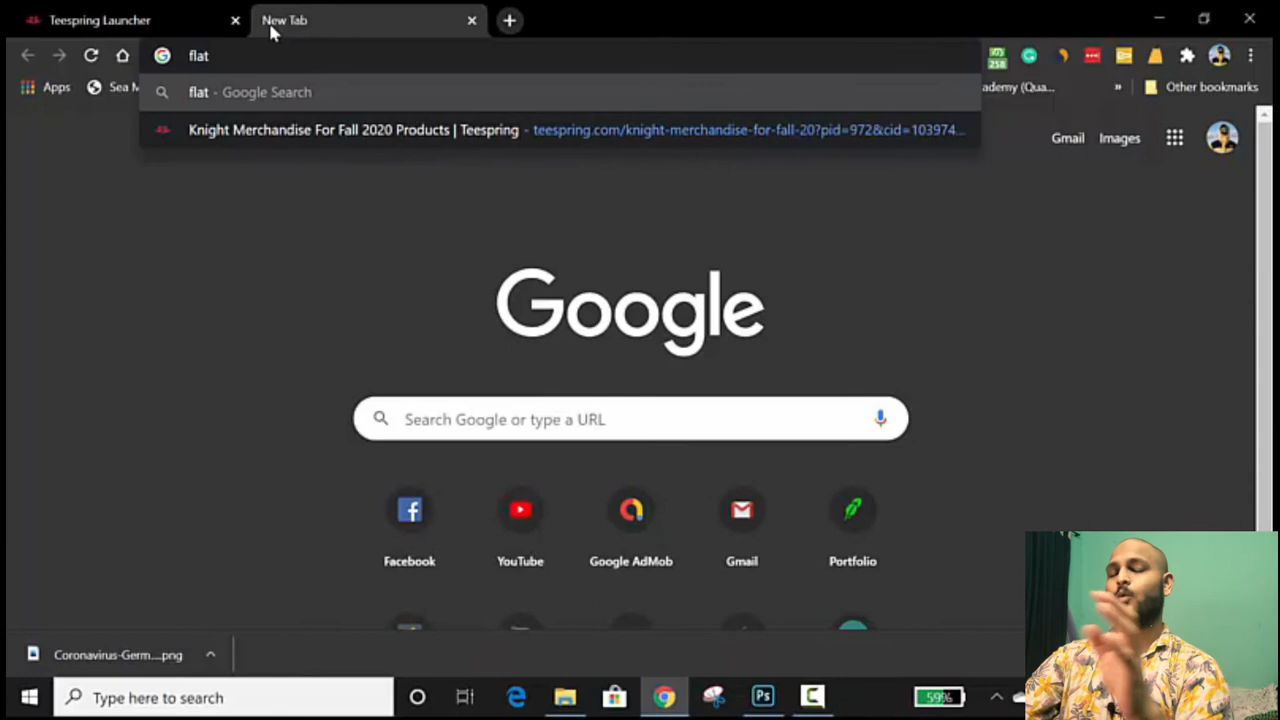 Teespring Launcher
New Tab
flat
258
flat - Google Search
Apps
Sea M
ademy (Qua...
»
Other bookmarks
Knight Merchandise For Fall 2020 Products | Teespring - teespring.com/knight-merchandise-for-fall-20?pid=972&cid=103974...
Gmail
Images
Google
Search Google or type a URL
Facebook
YouTube
Google AdMob
Gmail
Portfolio
Coronavirus-Germ....png
Type here to search
Ps
59%